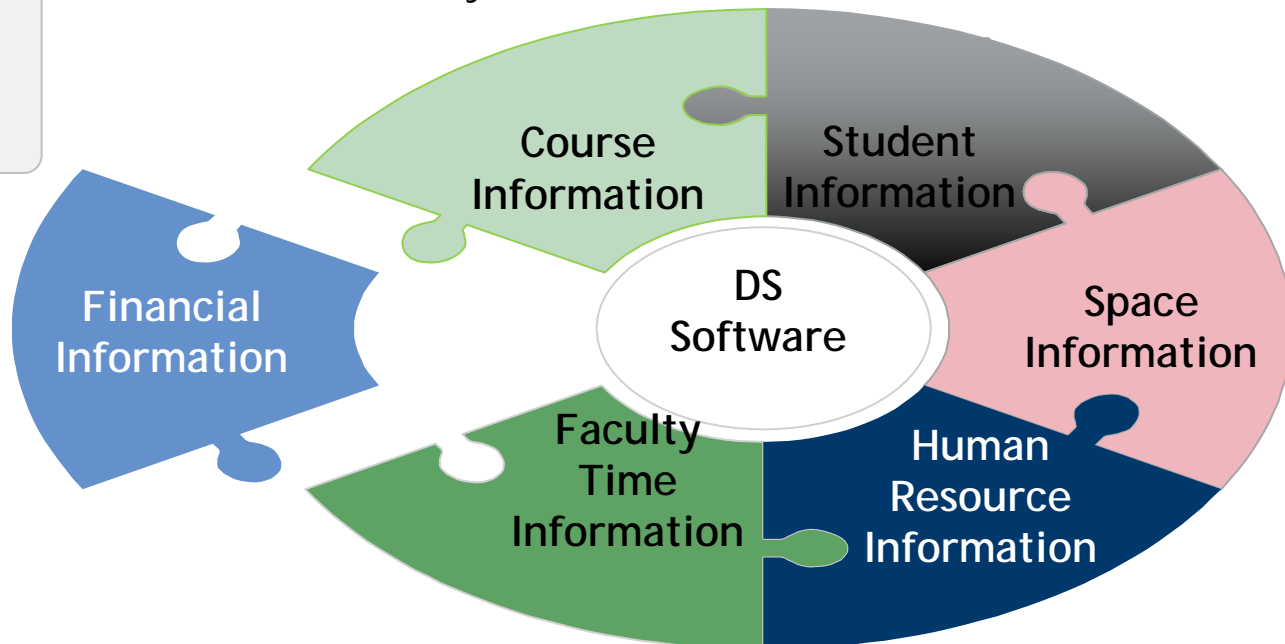 Course
Information
Student
Information
Financial
Information
DS
Software
Space
Information
Faculty
Time
Information
Human
Resource
Information